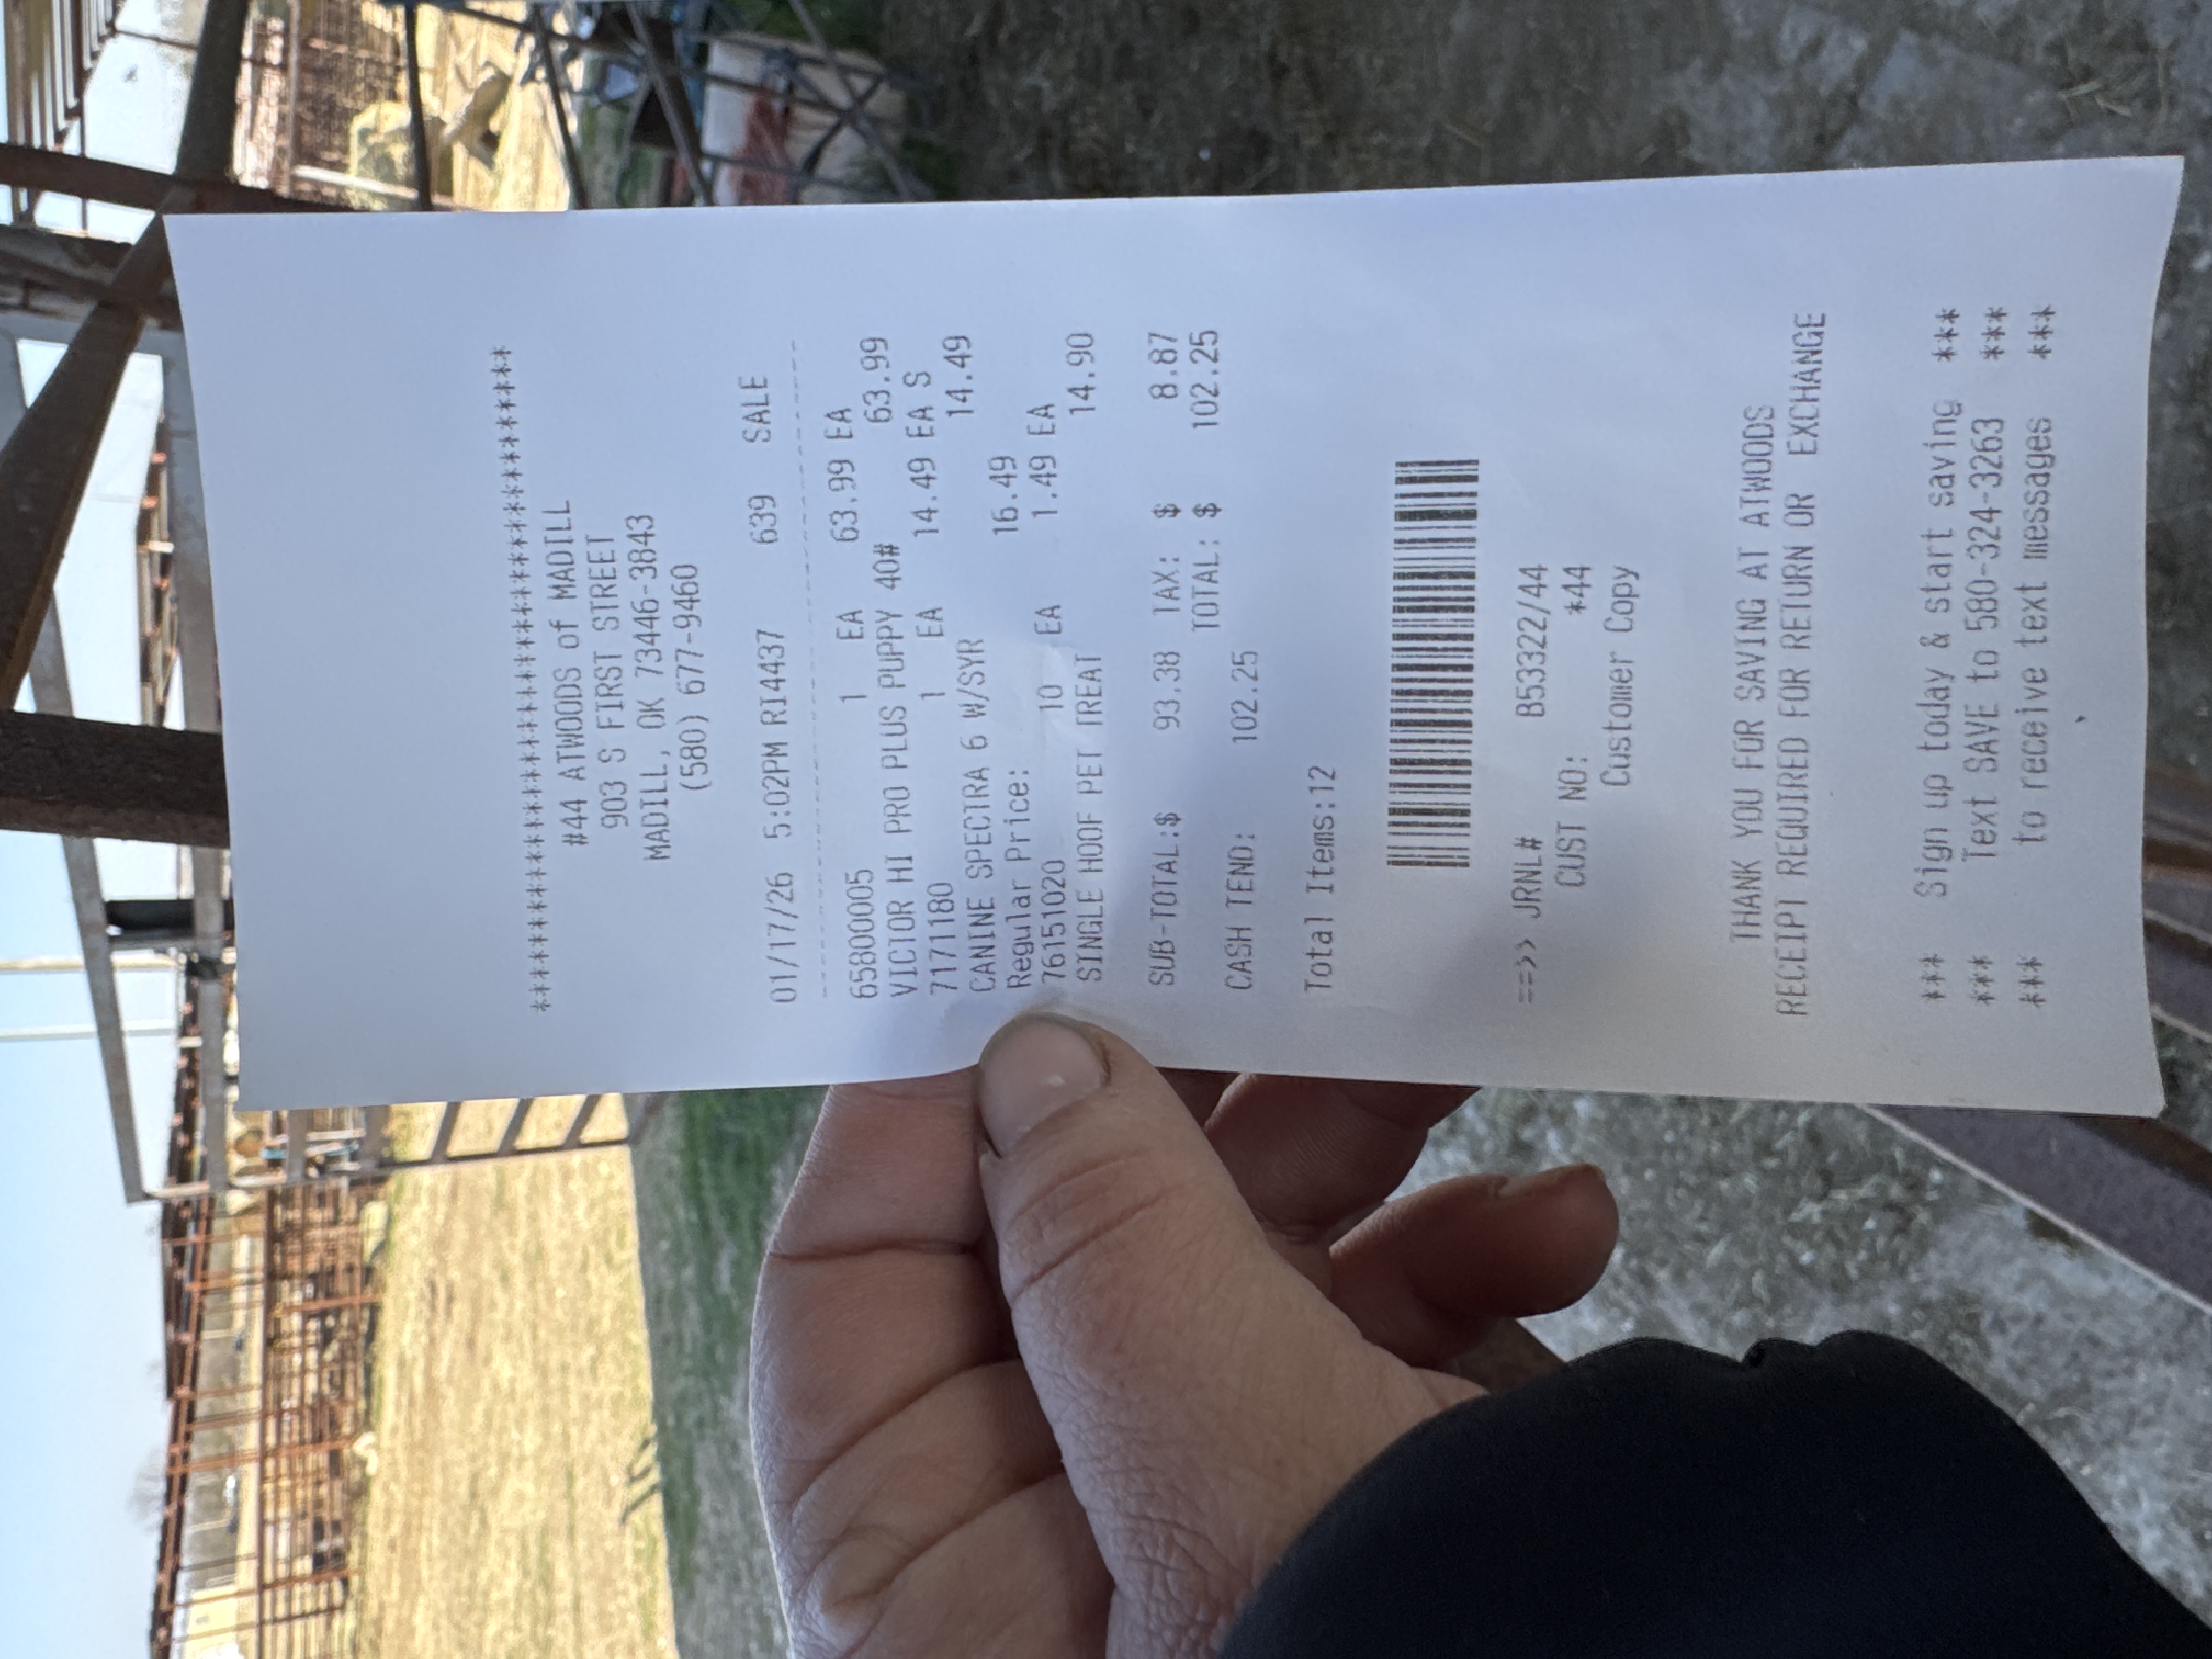 *************************************
#44 ATWOODS of MADILL
903 S FIRST STREET
MADILL, OK 73446-3843
(580) 677-9460
01/17/26 5:02PM RI4437 639 SALE
658000005 1 EA 63.99 EA
VICTOR HI PRO PLUS PUPPY 40# 63.99
7171180 1 EA 14.49 EA S
CANINE SPECTRA 6 W/SYR 14.49
Regular Price: 16.49
76151020 10 EA 1.49 EA
SINGLE HOOF PET TREAT 14.90
SUB-TOTAL:$ 93.38 TAX: $ 8.87
TOTAL: $ 102.25
CASH TEND: 102.25
Total Items:12
==>> JRNL# B53322/44
CUST NO: *44
Customer Copy
THANK YOU FOR SAVING AT ATWOODS
RECEIPT REQUIRED FOR RETURN OR EXCHANGE
*** Sign up today & start saving ***
*** Text SAVE to 580-324-3263 ***
*** to receive text messages ***